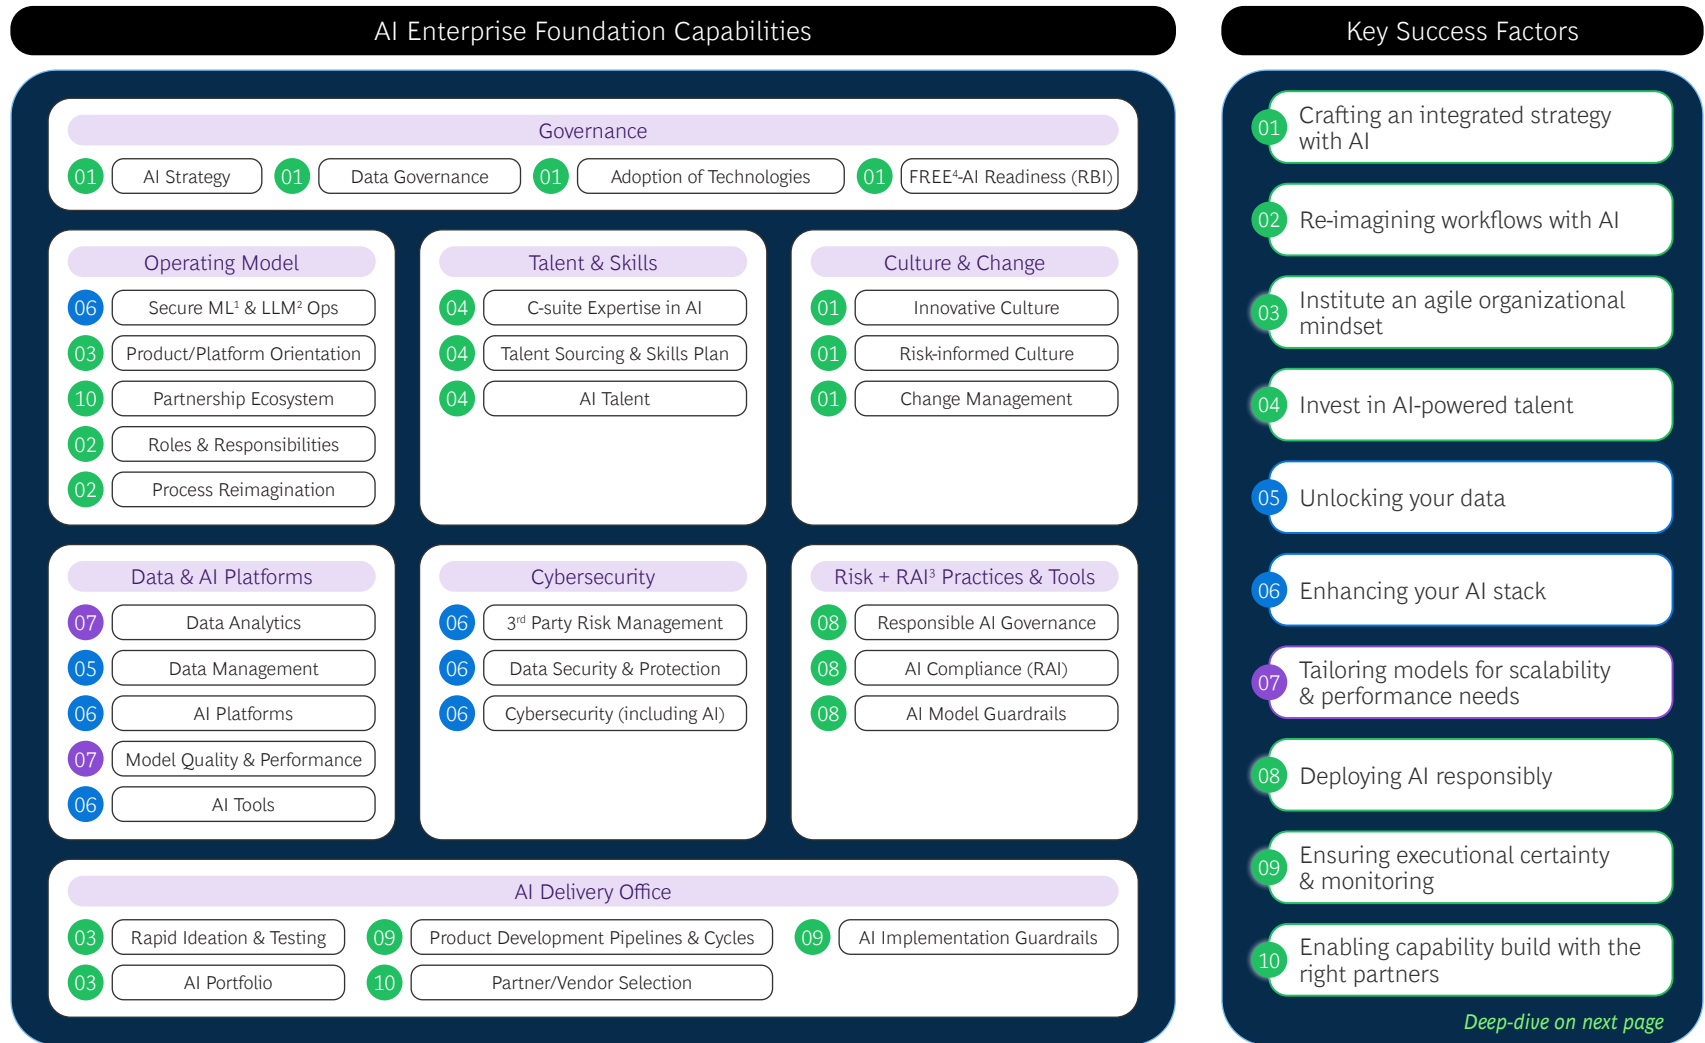 AI Enterprise Foundation Capabilities
Governance
01 AI Strategy
01 Data Governance
01 Adoption of Technologies
01 FREE⁴-AI Readiness (RBI)
Operating Model
06 Secure ML¹ & LLM² Ops
03 Product/Platform Orientation
10 Partnership Ecosystem
02 Roles & Responsibilities
02 Process Reimagination
Talent & Skills
04 C-suite Expertise in AI
04 Talent Sourcing & Skills Plan
04 AI Talent
Culture & Change
01 Innovative Culture
01 Risk-informed Culture
01 Change Management
Data & AI Platforms
07 Data Analytics
05 Data Management
06 AI Platforms
07 Model Quality & Performance
06 AI Tools
Cybersecurity
06 3rd Party Risk Management
06 Data Security & Protection
06 Cybersecurity (including AI)
Risk + RAI³ Practices & Tools
08 Responsible AI Governance
08 AI Compliance (RAI)
08 AI Model Guardrails
AI Delivery Office
03 Rapid Ideation & Testing
09 Product Development Pipelines & Cycles
09 AI Implementation Guardrails
03 AI Portfolio
10 Partner/Vendor Selection
Key Success Factors
01 Crafting an integrated strategy
with AI
02 Re-imagining workflows with AI
03 Institute an agile organizational
mindset
04 Invest in AI-powered talent
05 Unlocking your data
06 Enhancing your AI stack
07 Tailoring models for scalability
& performance needs
08 Deploying AI responsibly
09 Ensuring executional certainty
& monitoring
10 Enabling capability build with the
right partners
Deep-dive on next page